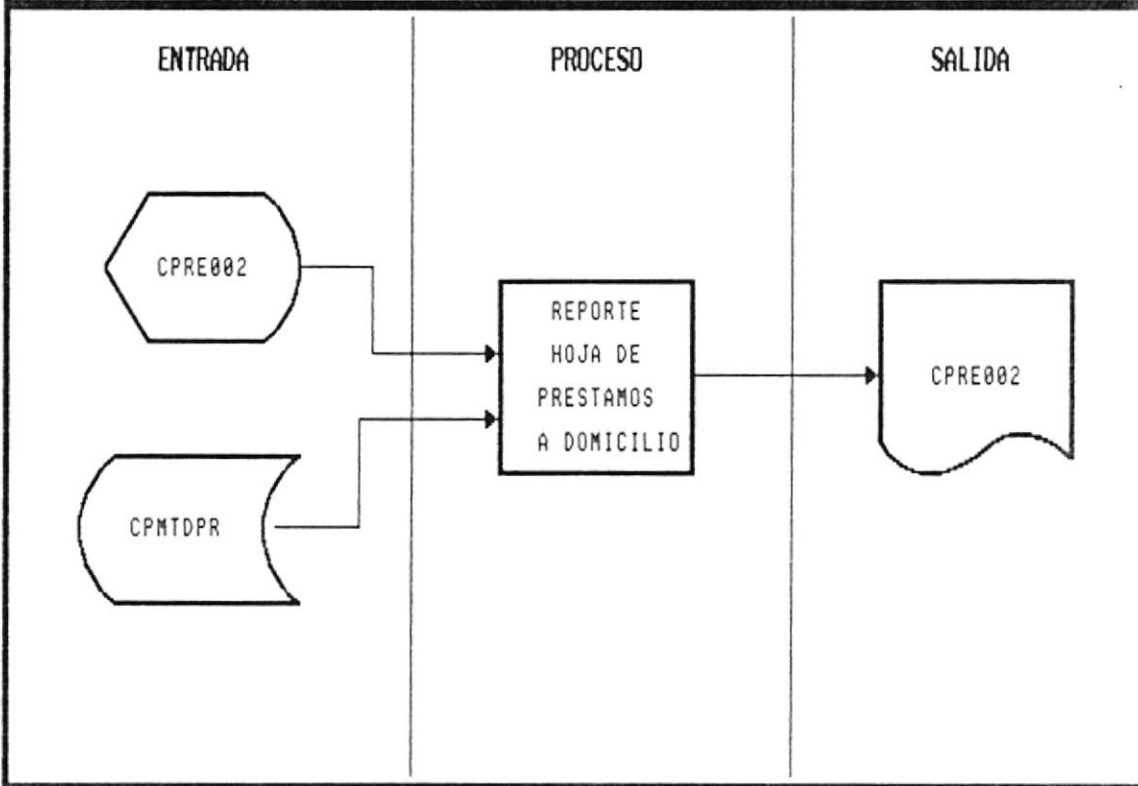 ENTRADA
PROCESO
SALIDA
CPRE002
REPORTE
HOJA DE
PRESTAMOS
A DOMICILIO
CPRE002
CPMTDPR